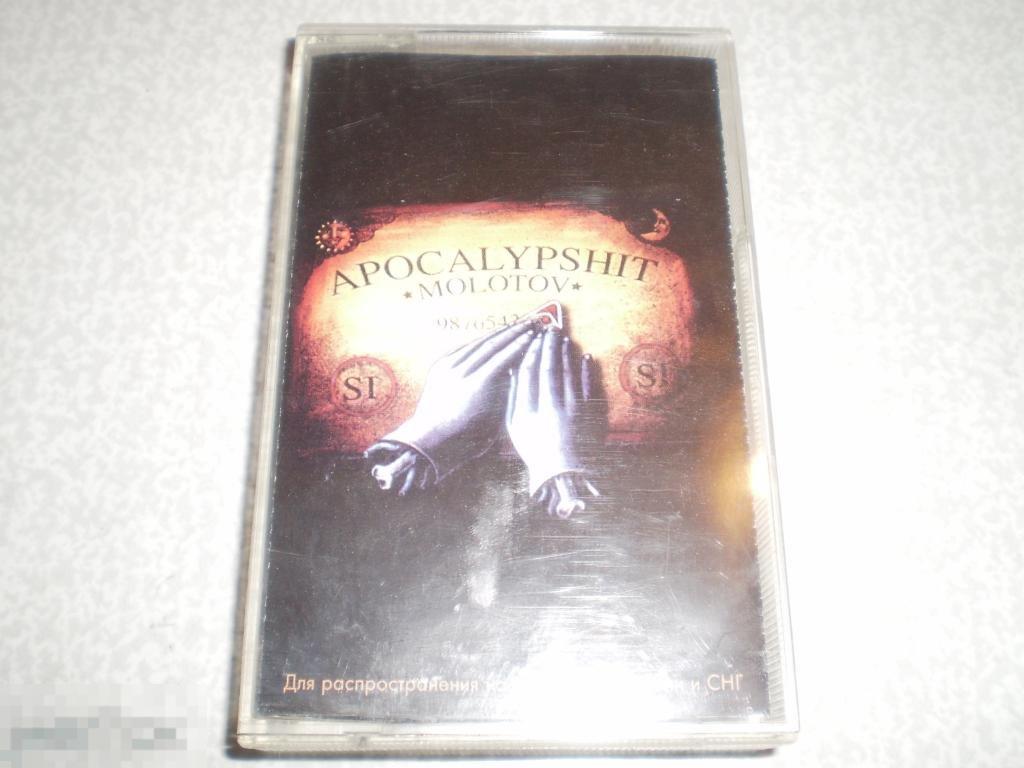 APOCALYPSHIT
★MOLOTOV★
SI
SI
Для распространения и СНГ